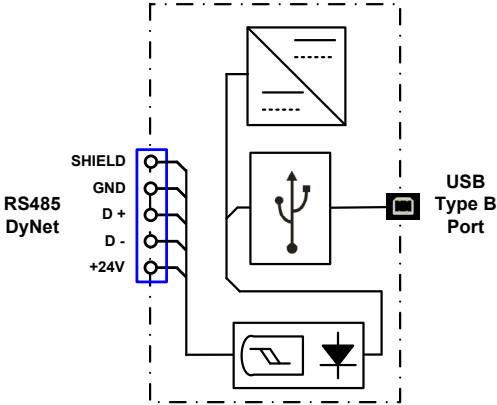 SHIELD
GND
D +
D -
+24V
RS485
DyNet
USB
Type B
Port